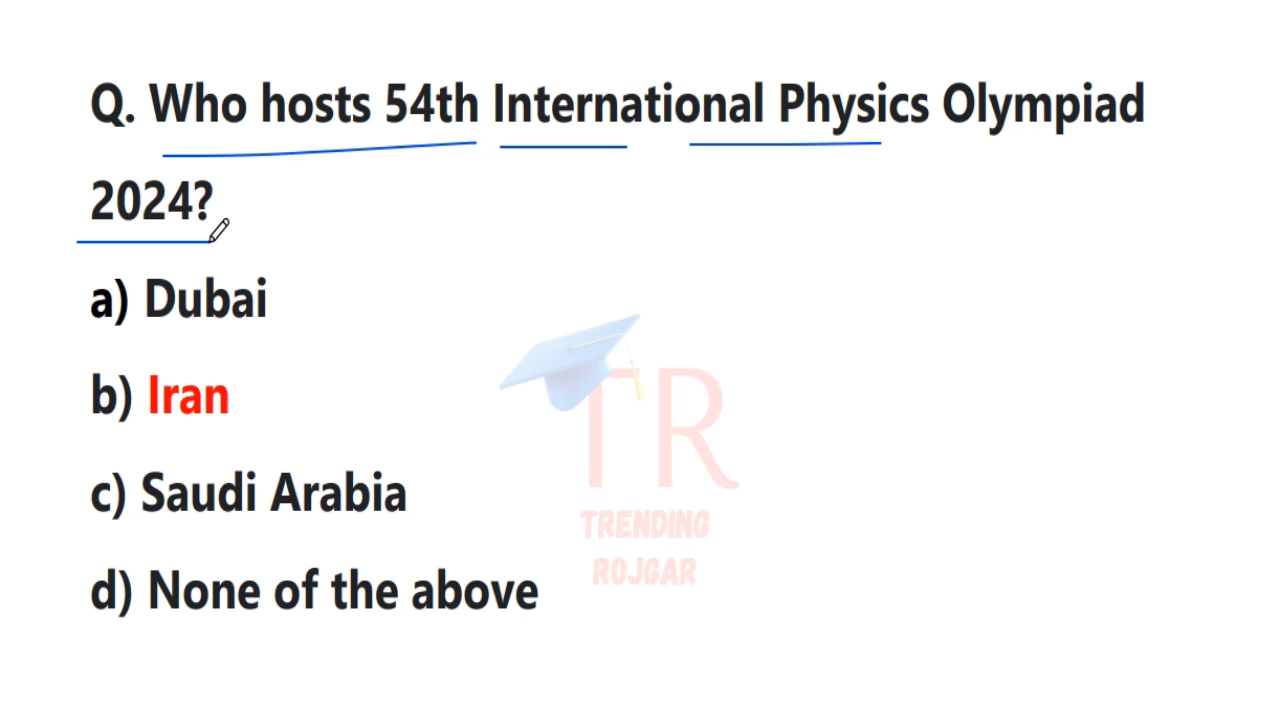 Q. Who hosts 54th International Physics Olympiad
2024?
a) Dubai
b) Iran
c) Saudi Arabia
d) None of the above
TR
TRENDING
ROJGAR